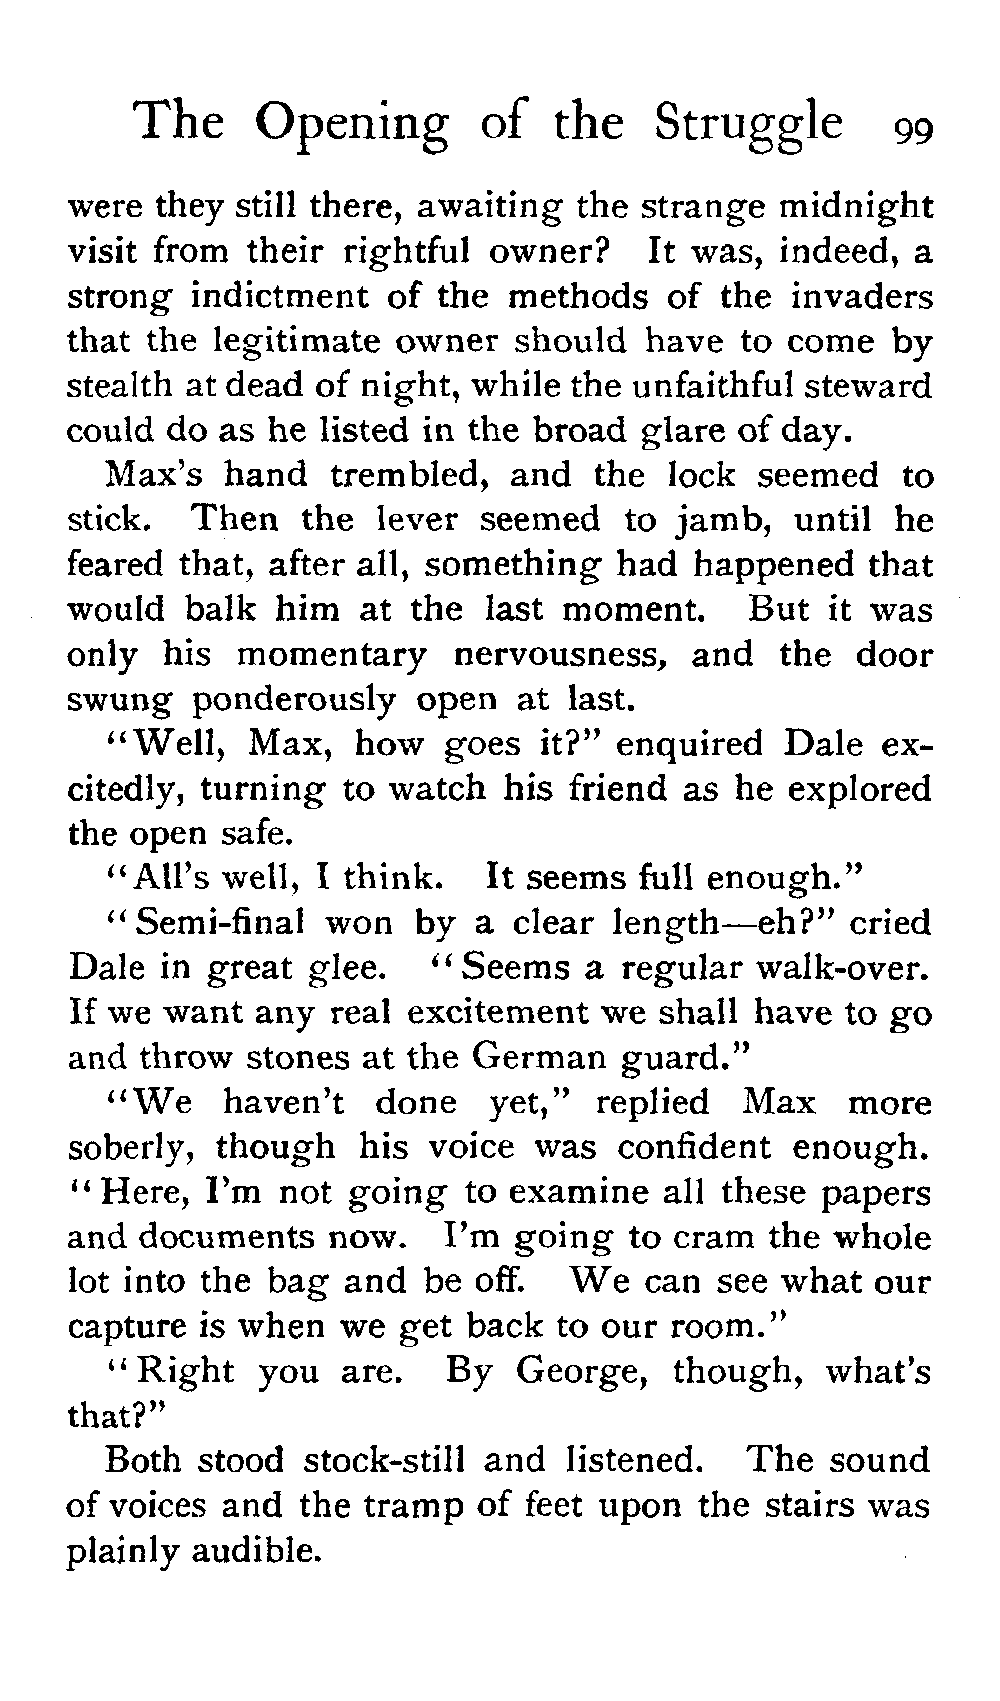 The Opening of the Struggle 99
were they still there, awaiting the strange midnight
visit from their rightful owner? It was, indeed, a
strong indictment of the methods of the invaders
that the legitimate owner should have to come by
stealth at dead of night, while the unfaithful steward
could do as he listed in the broad glare of day.
Max's hand trembled, and the lock seemed to
stick. Then the lever seemed to jamb, until he
feared that, after all, something had happened that
would balk him at the last moment. But it was
only his momentary nervousness, and the door
swung ponderously open at last.
"Well, Max, how goes it?" enquired Dale ex-
citedly, turning to watch his friend as he explored
the open safe.
"All's well, I think. It seems full enough."
"Semi-final won by a clear length—eh?" cried
Dale in great glee. "Seems a regular walk-over.
If we want any real excitement we shall have to go
and throw stones at the German guard."
"We haven't done yet," replied Max more
soberly, though his voice was confident enough.
"Here, I'm not going to examine all these papers
and documents now. I'm going to cram the whole
lot into the bag and be off. We can see what our
capture is when we get back to our room."
"Right you are. By George, though, what's
that?"
Both stood stock-still and listened. The sound
of voices and the tramp of feet upon the stairs was
plainly audible.